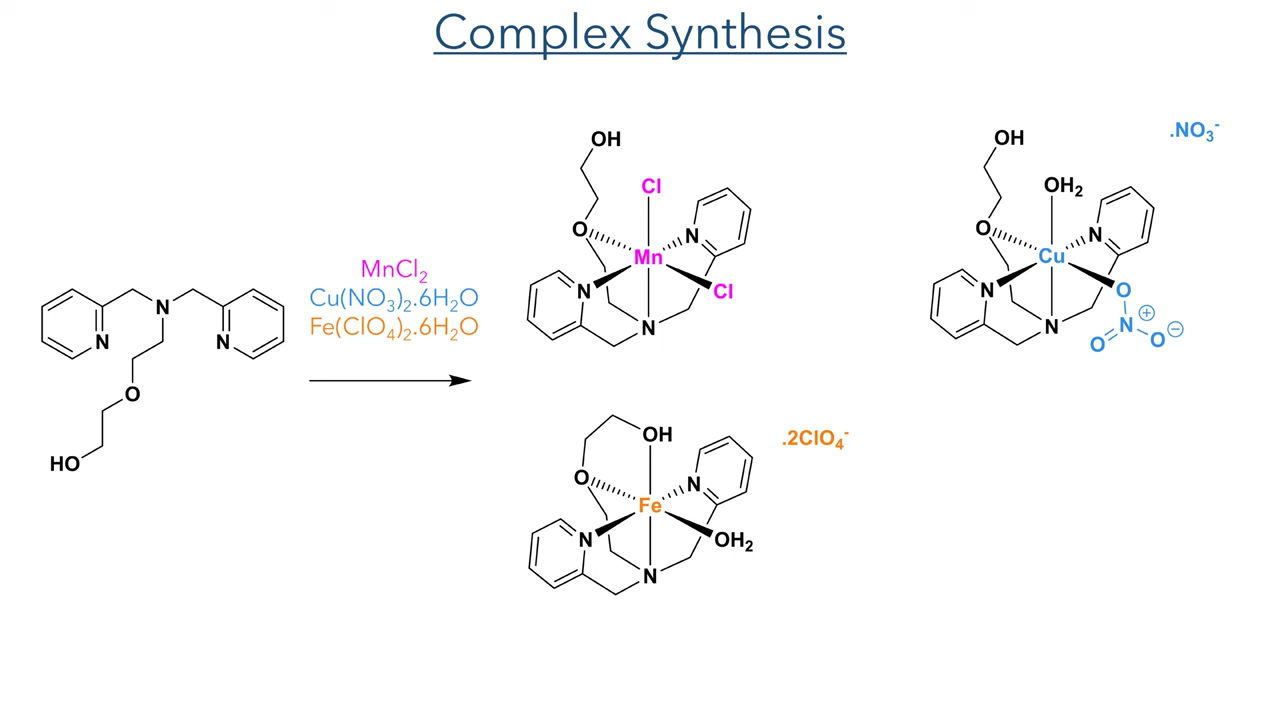 Complex Synthesis
MnCl₂
Cu(NO₃)₂.6H₂O
Fe(ClO₄)₂.6H₂O
N
N
N
O
HO
OH
Cl
O
N
Mn
N
Cl
N
.NO₃⁻
OH
OH₂
O
N
Cu
N
O
N
⊕
O
O
⊖
N
.2ClO₄⁻
OH
O
N
Fe
N
OH₂
N